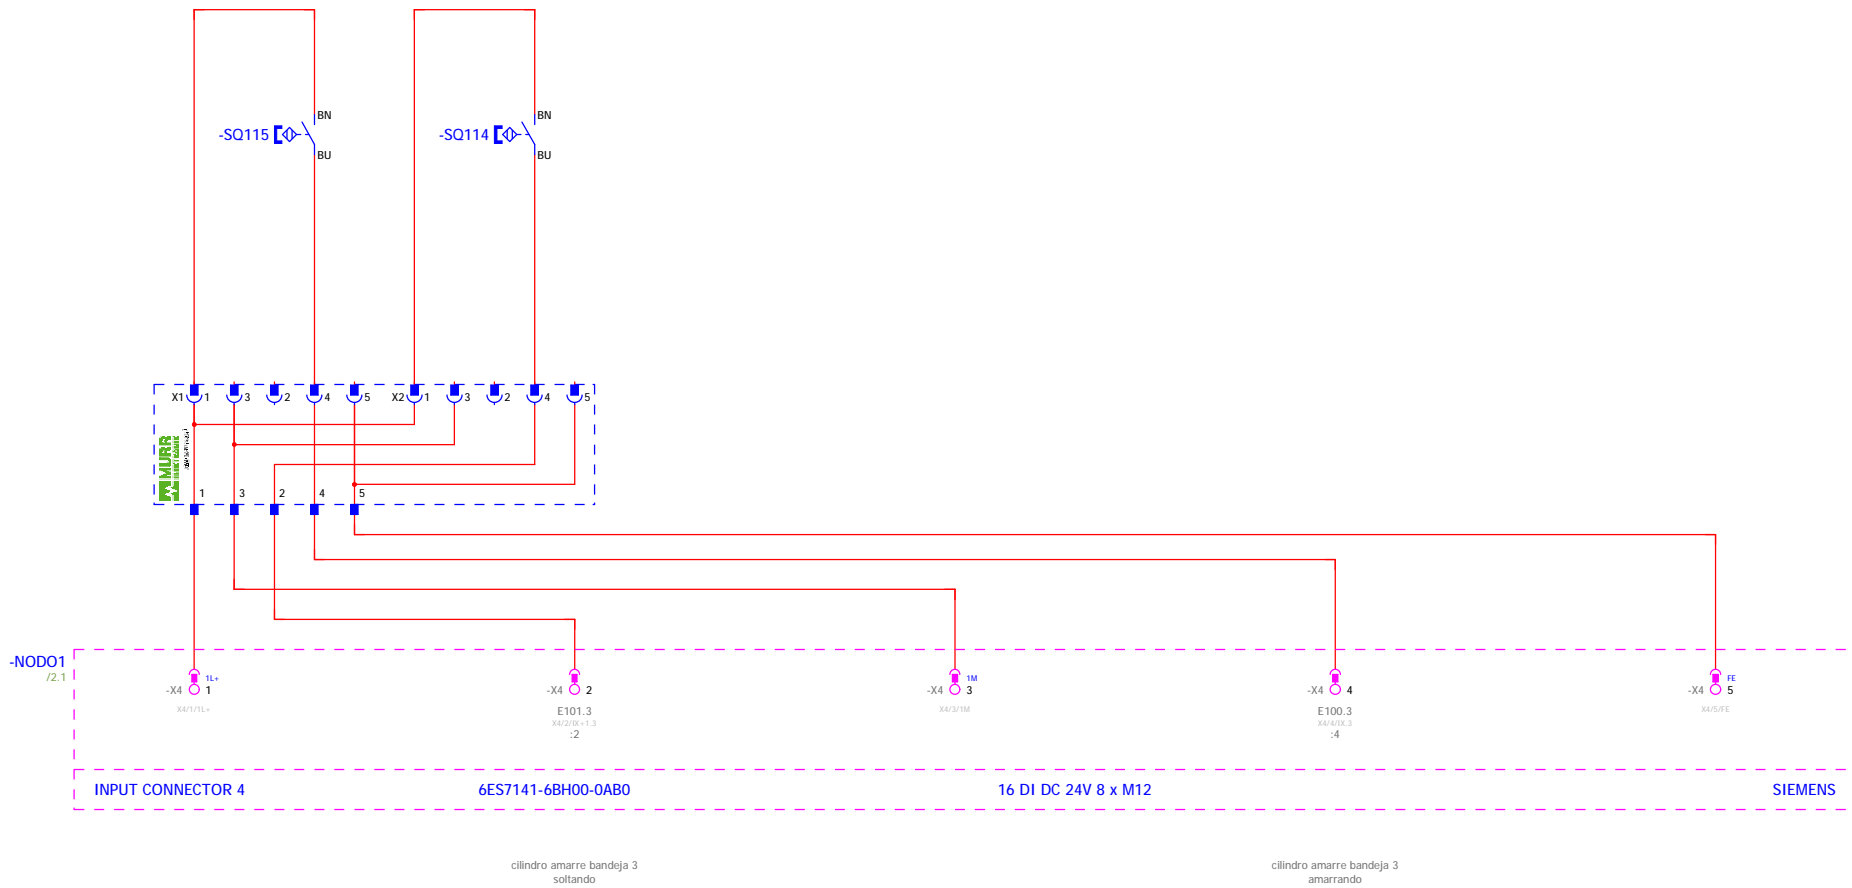 BN BN
-SQ115 -SQ114
BU BU
X1 1 3 2 4 5 X2 1 3 2 4 5
MURR
1 3 2 4 5
-NODO1
/2.1
1L+ 1M FE
-X4 1 -X4 2 -X4 3 -X4 4 -X4 5
X4/1/1L+ E101.3 X4/3/1M E100.3 X4/5/FE
X4/2/IX+1.3 X4/4/IX.3
:2 :4
INPUT CONNECTOR 4 6ES7141-6BH00-0AB0 16 DI DC 24V 8 x M12 SIEMENS
cilindro amarre bandeja 3 cilindro amarre bandeja 3
soltando amarrando